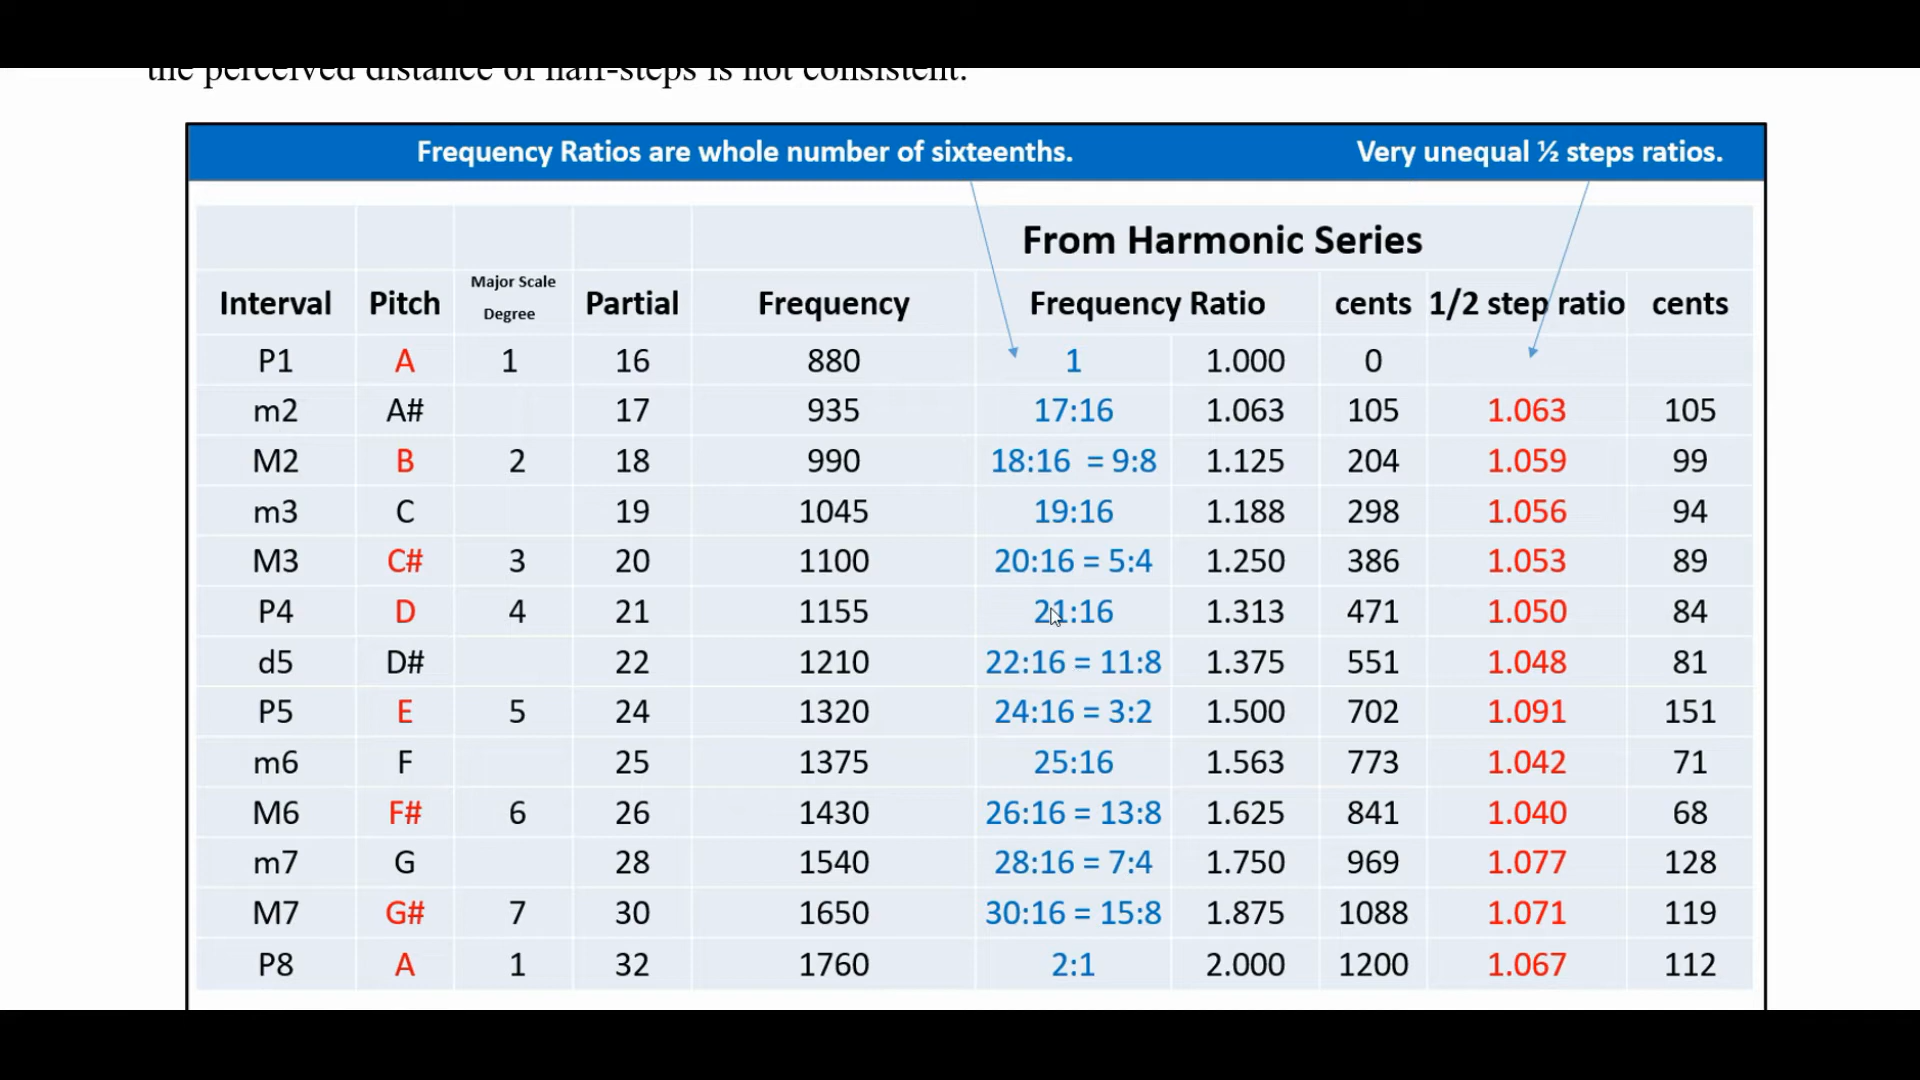 the perceived distance of half-steps is not consistent.
Frequency Ratios are whole number of sixteenths. Very unequal ½ steps ratios.
From Harmonic Series
Interval Pitch Major Scale Degree Partial Frequency Frequency Ratio cents 1/2 step ratio cents
P1 A 1 16 880 1 1.000 0
m2 A# 17 935 17:16 1.063 105 1.063 105
M2 B 2 18 990 18:16 = 9:8 1.125 204 1.059 99
m3 C 19 1045 19:16 1.188 298 1.056 94
M3 C# 3 20 1100 20:16 = 5:4 1.250 386 1.053 89
P4 D 4 21 1155 21:16 1.313 471 1.050 84
d5 D# 22 1210 22:16 = 11:8 1.375 551 1.048 81
P5 E 5 24 1320 24:16 = 3:2 1.500 702 1.091 151
m6 F 25 1375 25:16 1.563 773 1.042 71
M6 F# 6 26 1430 26:16 = 13:8 1.625 841 1.040 68
m7 G 28 1540 28:16 = 7:4 1.750 969 1.077 128
M7 G# 7 30 1650 30:16 = 15:8 1.875 1088 1.071 119
P8 A 1 32 1760 2:1 2.000 1200 1.067 112